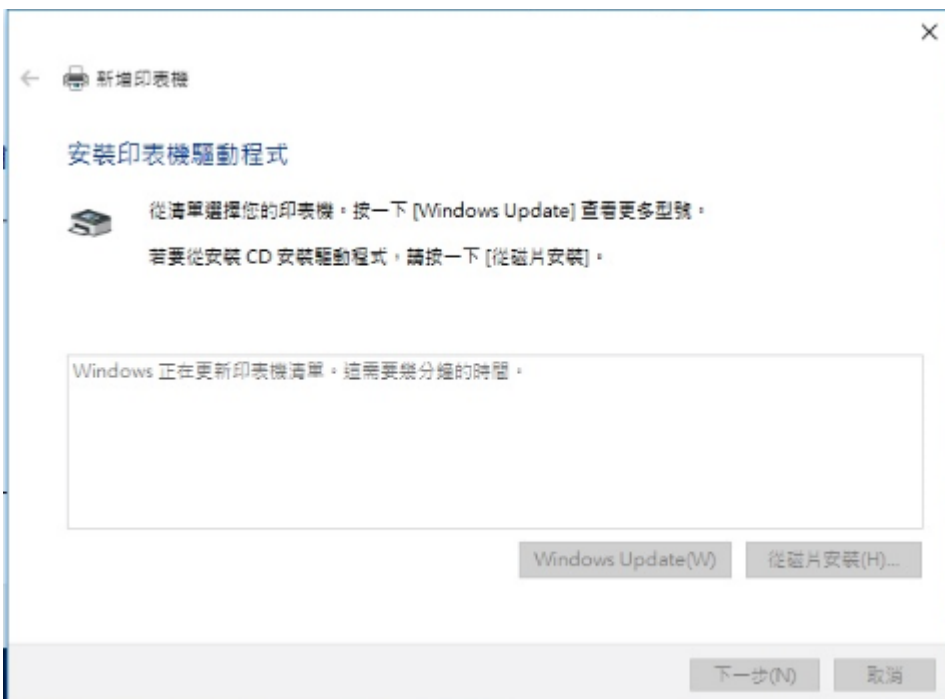 新增印表機
安裝印表機驅動程式
從清單選擇您的印表機。按一下 [Windows Update] 查看更多型號。
若要從安裝 CD 安裝驅動程式，請按一下 [從磁片安裝]。
Windows 正在更新印表機清單。這需要幾分鐘的時間。
Windows Update(W)
從磁片安裝(H)...
下一步(N)
取消